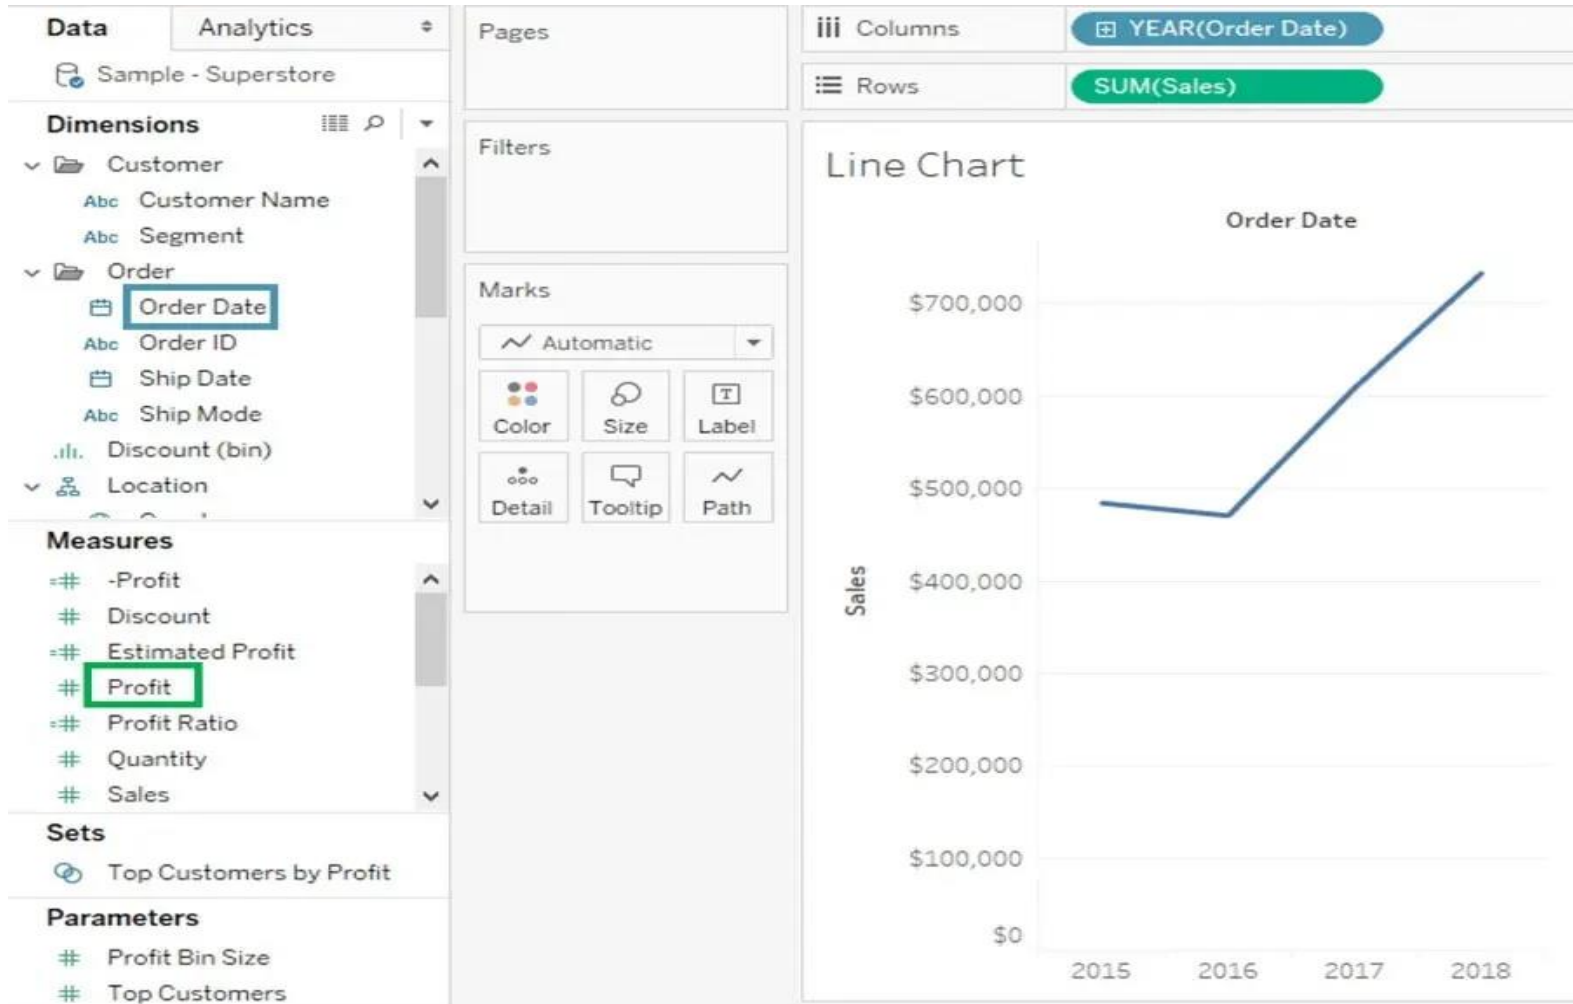 Data Analytics
Sample - Superstore
Dimensions
Customer
Abc Customer Name
Abc Segment
Order
Order Date
Abc Order ID
Ship Date
Abc Ship Mode
Discount (bin)
Location
Measures
=# -Profit
# Discount
=# Estimated Profit
# Profit
=# Profit Ratio
# Quantity
# Sales
Sets
Top Customers by Profit
Parameters
# Profit Bin Size
# Top Customers
Pages
Filters
Marks
Automatic
Color Size Label
Detail Tooltip Path
Columns YEAR(Order Date)
Rows SUM(Sales)
Line Chart
Order Date
Sales
$700,000
$600,000
$500,000
$400,000
$300,000
$200,000
$100,000
$0
2015 2016 2017 2018